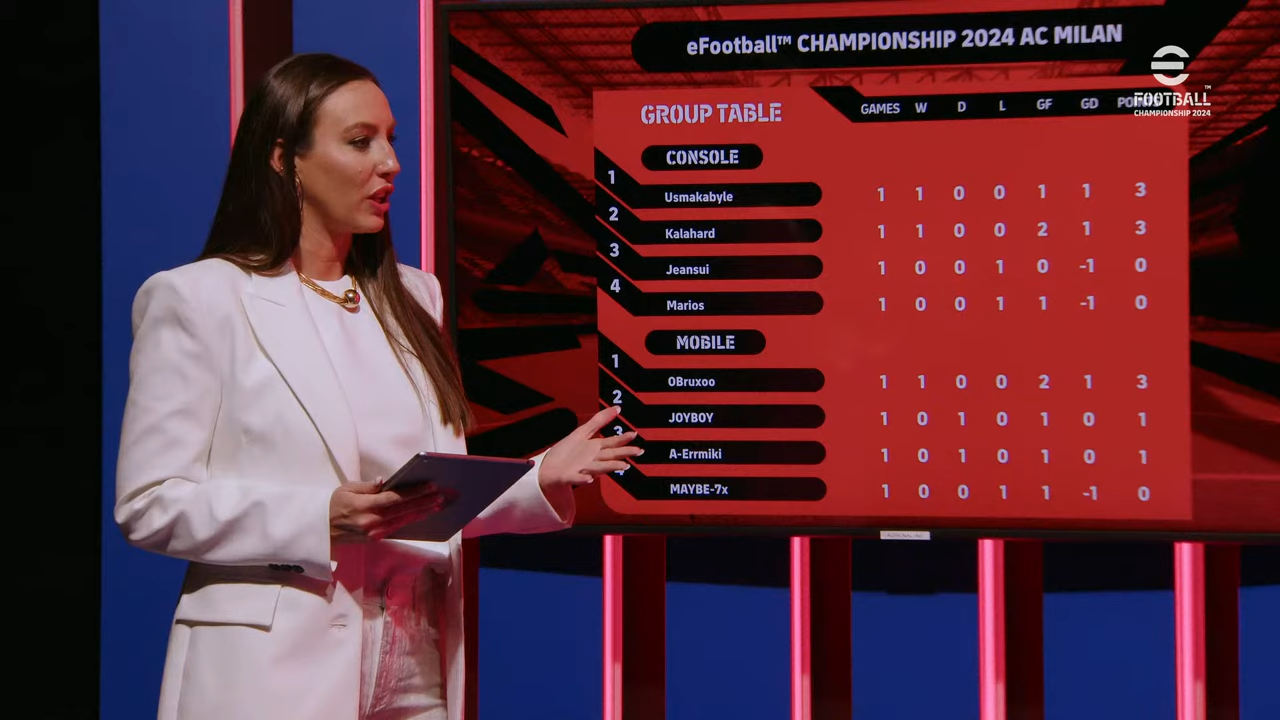 eFootball™ CHAMPIONSHIP 2024 AC MILAN
FOOTBALL™
CHAMPIONSHIP 2024
GROUP TABLE GAMES W D L GF GD
CONSOLE
1 Usmakabyle 1 1 0 0 1 1 3
2 Kalahard 1 1 0 0 2 1 3
3 Jeansui 1 0 0 1 0 -1 0
4 Marios 1 0 0 1 1 -1 0
MOBILE
1 OBruxoo 1 1 0 0 2 1 3
2 JOYBOY 1 0 1 0 1 0 1
3 A-Errmiki 1 0 1 0 1 0 1
4 MAYBE-7x 1 0 0 1 1 -1 0